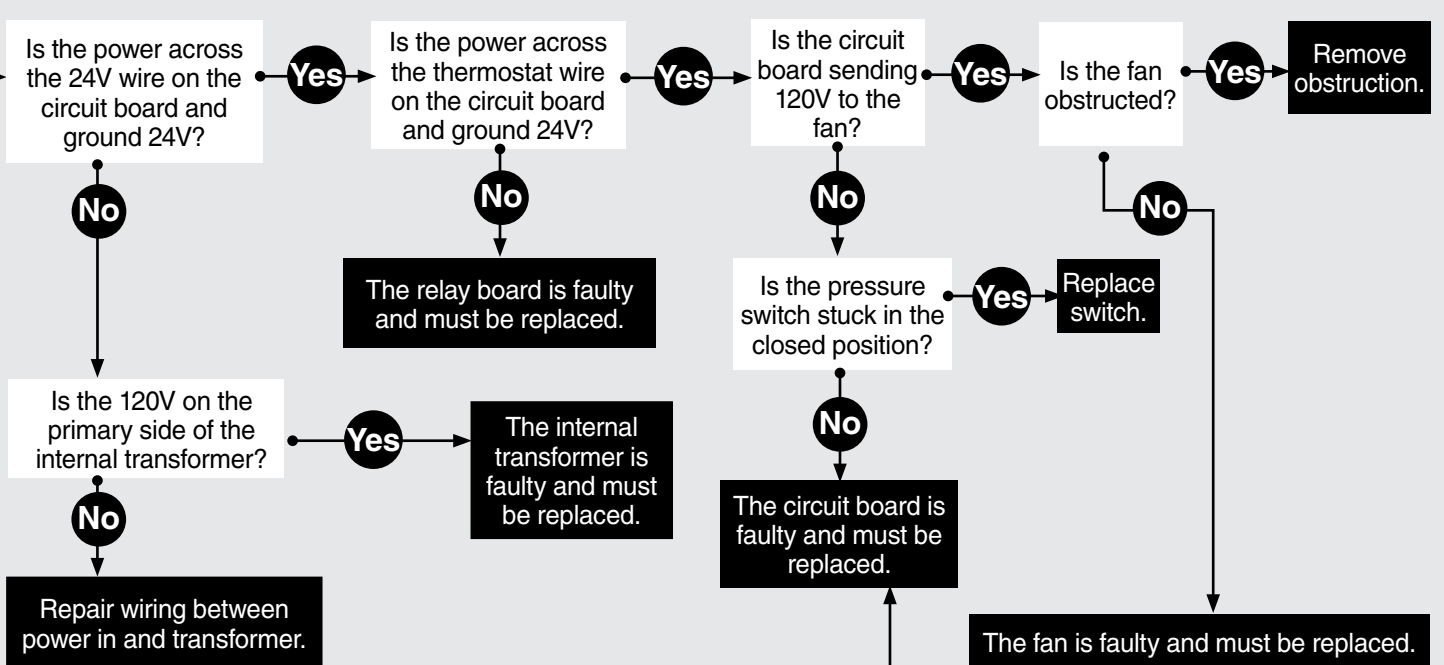 Is the power across
the 24V wire on the
circuit board and
ground 24V?
Yes
Is the power across
the thermostat wire
on the circuit board
and ground 24V?
Yes
Is the circuit
board sending
120V to the
fan?
Yes
Is the fan
obstructed?
Yes
Remove
obstruction.
No
No
No
No
The relay board is faulty
and must be replaced.
Is the pressure
switch stuck in the
closed position?
Yes
Replace
switch.
Is the 120V on the
primary side of the
internal transformer?
Yes
The internal
transformer is
faulty and must
be replaced.
No
The circuit board is
faulty and must be
replaced.
No
Repair wiring between
power in and transformer.
The fan is faulty and must be replaced.